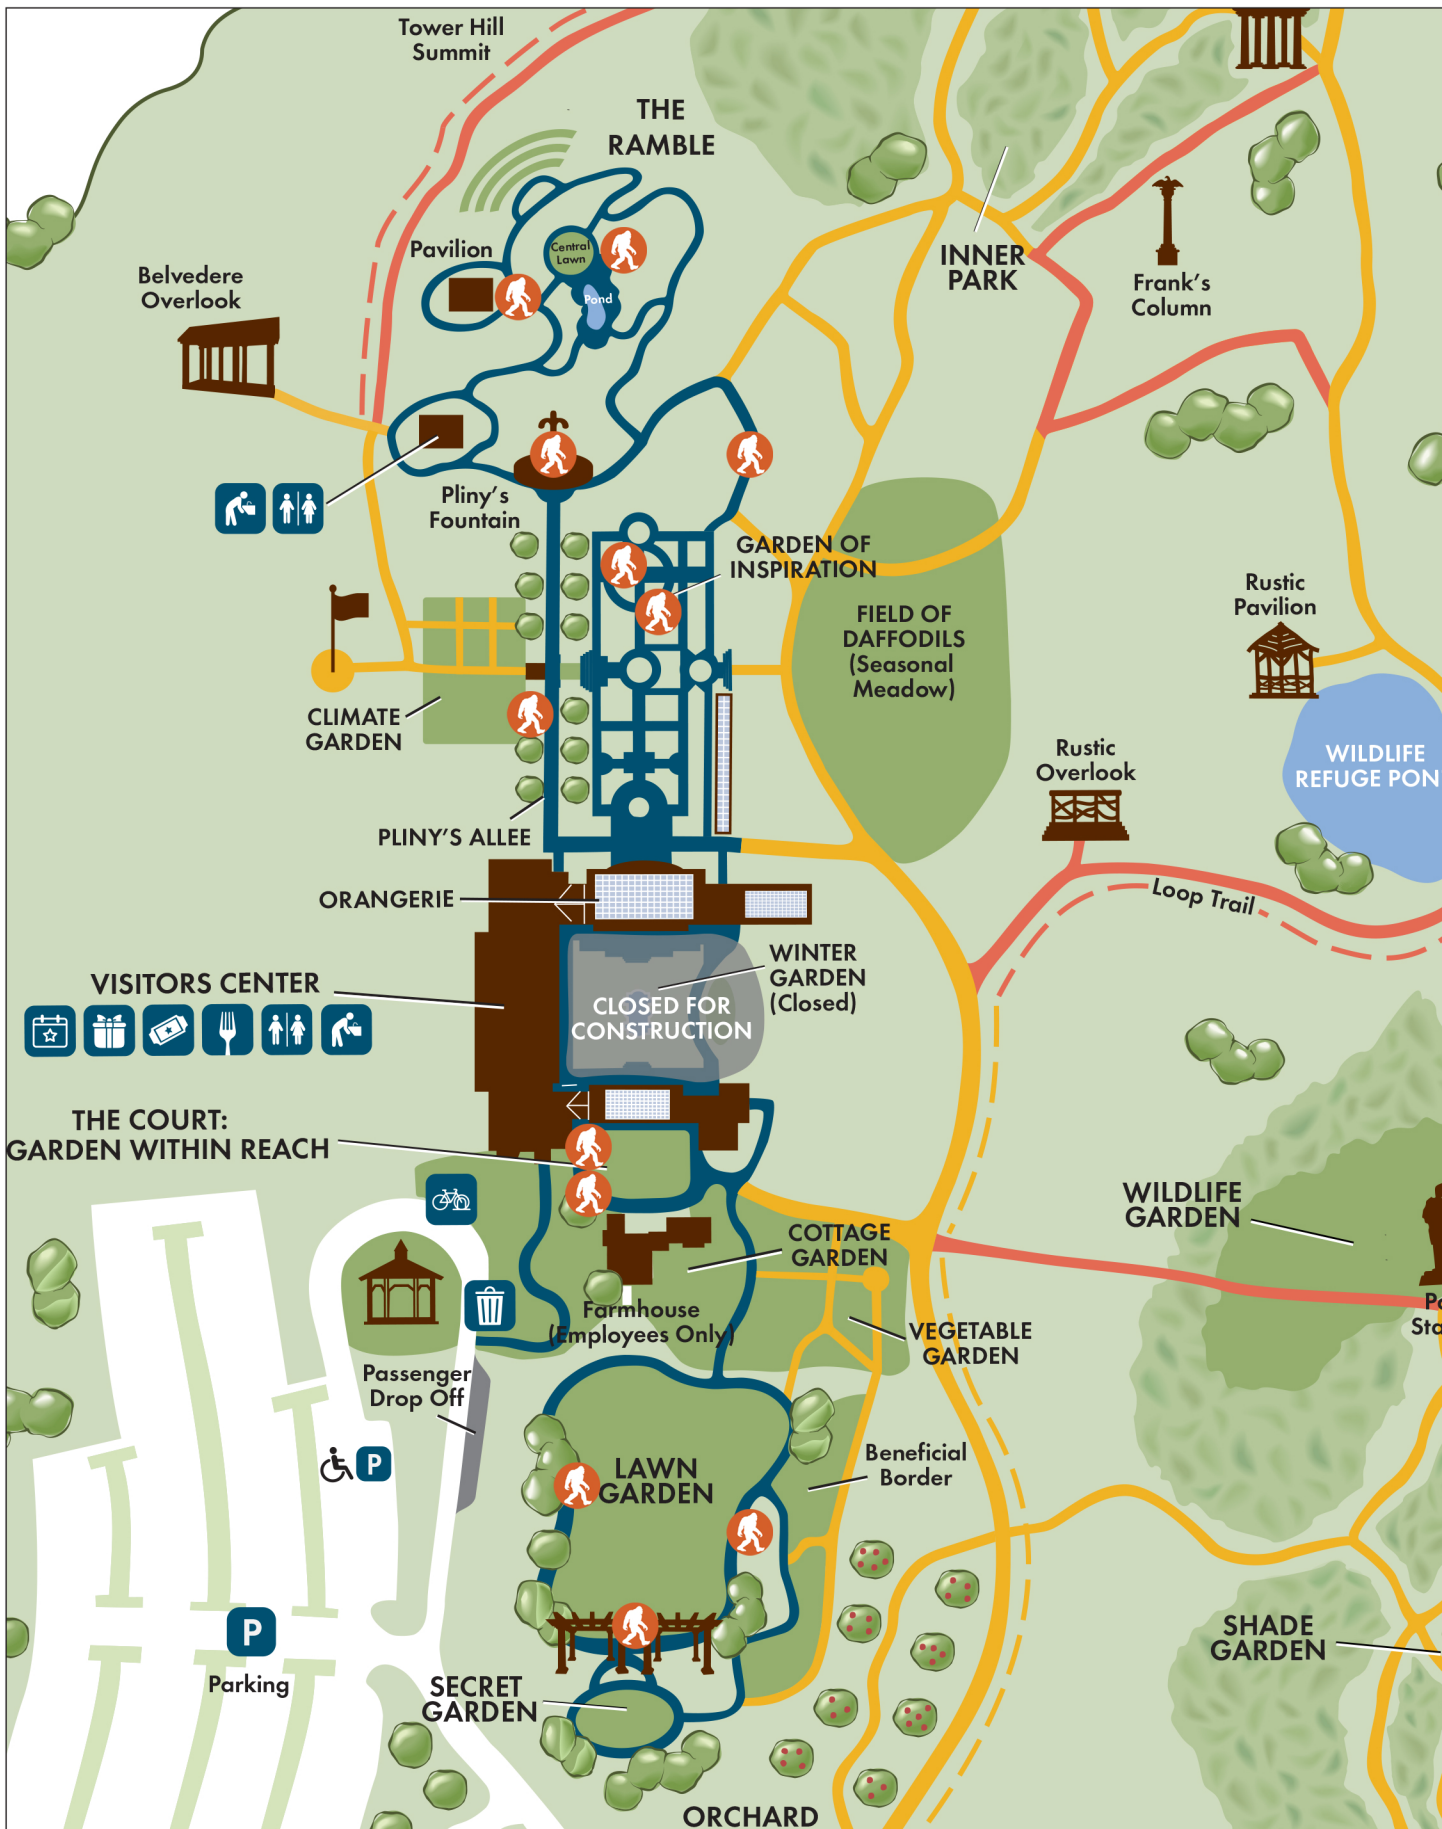 Tower Hill
Summit
THE
RAMBLE
Pavilion
Central
Lawn
Pond
Belvedere
Overlook
INNER
PARK
Frank's
Column
Pliny's
Fountain
GARDEN OF
INSPIRATION
FIELD OF
DAFFODILS
(Seasonal
Meadow)
Rustic
Pavilion
CLIMATE
GARDEN
WILDLIFE
REFUGE PON
Rustic
Overlook
PLINY'S ALLEE
ORANGERIE
Loop Trail
WINTER
GARDEN
(Closed)
VISITORS CENTER
CLOSED FOR
CONSTRUCTION
THE COURT:
GARDEN WITHIN REACH
WILDLIFE
GARDEN
COTTAGE
GARDEN
Farmhouse
(Employees Only)
VEGETABLE
GARDEN
Po
Sta
Passenger
Drop Off
P
Beneficial
Border
LAWN
GARDEN
P
Parking
SHADE
GARDEN
SECRET
GARDEN
ORCHARD